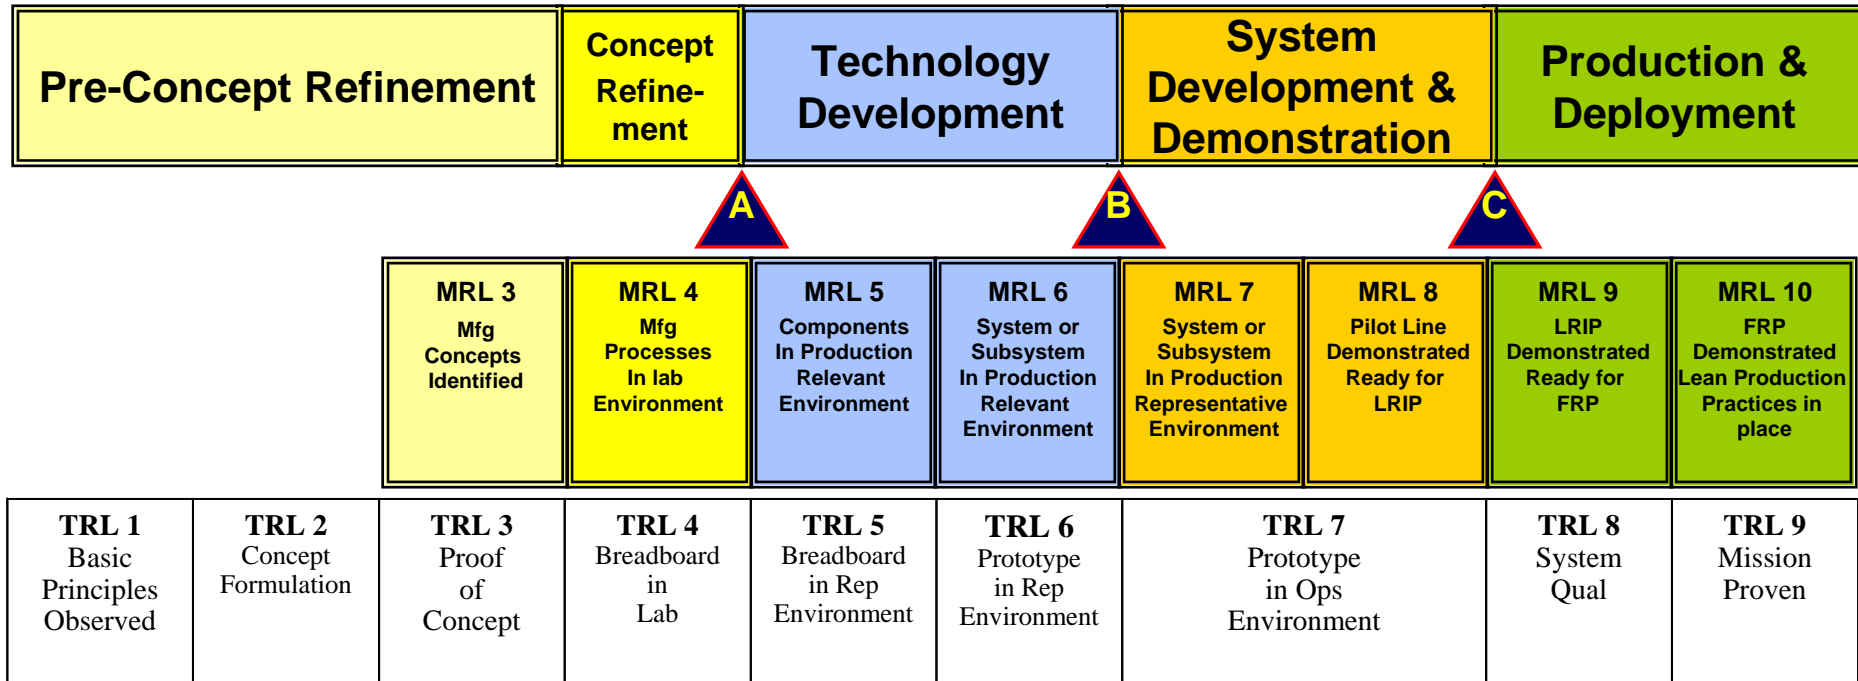 Pre-Concept Refinement
Concept
Refine-
ment
Technology
Development
System
Development &
Demonstration
Production &
Deployment
A
B
C
MRL 3
Mfg
Concepts
Identified
MRL 4
Mfg
Processes
In lab
Environment
MRL 5
Components
In Production
Relevant
Environment
MRL 6
System or
Subsystem
In Production
Relevant
Environment
MRL 7
System or
Subsystem
In Production
Representative
Environment
MRL 8
Pilot Line
Demonstrated
Ready for
LRIP
MRL 9
LRIP
Demonstrated
Ready for
FRP
MRL 10
FRP
Demonstrated
Lean Production
Practices in
place
TRL 1
Basic
Principles
Observed
TRL 2
Concept
Formulation
TRL 3
Proof
of
Concept
TRL 4
Breadboard
in
Lab
TRL 5
Breadboard
in Rep
Environment
TRL 6
Prototype
in Rep
Environment
TRL 7
Prototype
in Ops
Environment
TRL 8
System
Qual
TRL 9
Mission
Proven